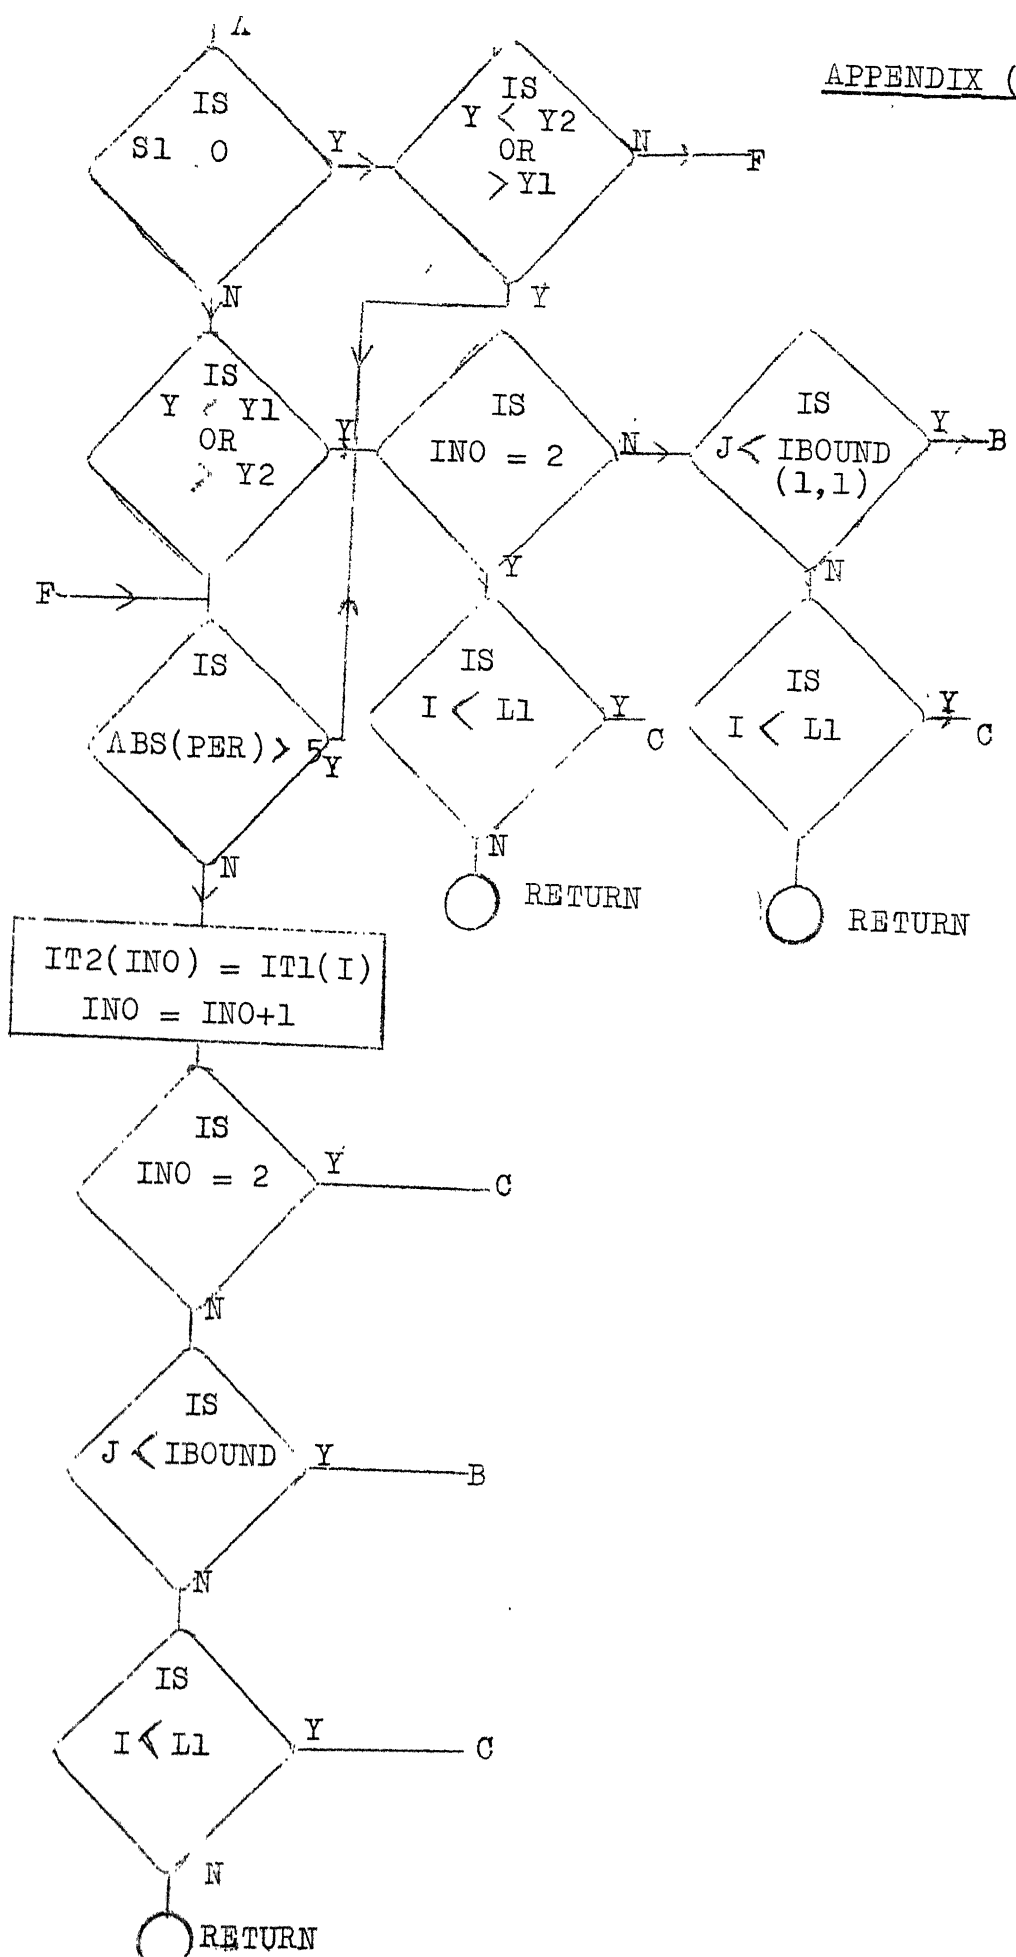 A
APPENDIX (
IS
S1 0
Y
N
IS
Y < Y2
OR
> Y1
N
F
Y
IS
Y < Y1
OR
> Y2
Y
IS
INO = 2
N
Y
IS
J < IBOUND
(1,1)
Y
B
N
F
IS
ABS(PER) > 5
Y
N
IS
I < L1
Y
C
N
RETURN
IS
I < L1
Y
C
RETURN
IT2(INO) = IT1(I)
INO = INO+1
IS
INO = 2
Y
C
N
IS
J < IBOUND
Y
B
N
IS
I < L1
Y
C
N
RETURN